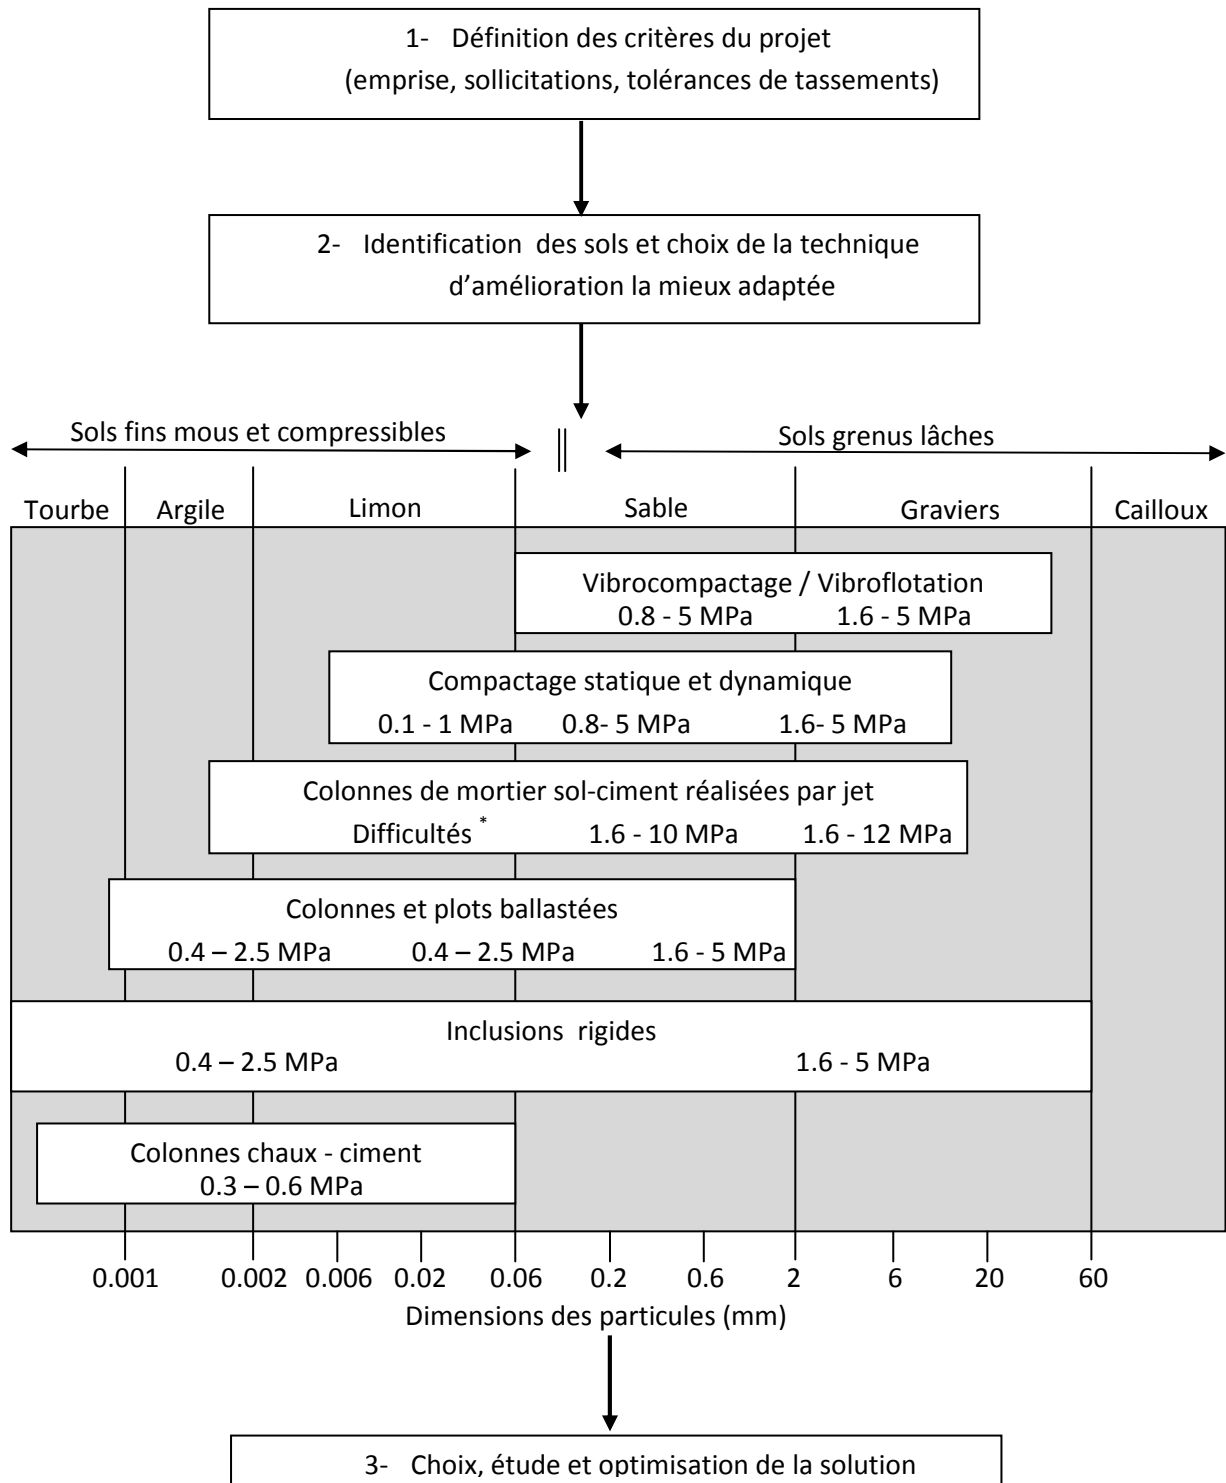 1- Définition des critères du projet
(emprise, sollicitations, tolérances de tassements)
2- Identification des sols et choix de la technique
d’amélioration la mieux adaptée
Sols fins mous et compressibles
Sols grenus lâches
Tourbe Argile Limon Sable Graviers Cailloux
Vibrocompactage / Vibroflotation
0.8 - 5 MPa 1.6 - 5 MPa
Compactage statique et dynamique
0.1 - 1 MPa 0.8- 5 MPa 1.6- 5 MPa
Colonnes de mortier sol-ciment réalisées par jet
Difficultés * 1.6 - 10 MPa 1.6 - 12 MPa
Colonnes et plots ballastées
0.4 – 2.5 MPa 0.4 – 2.5 MPa 1.6 - 5 MPa
Inclusions rigides
0.4 – 2.5 MPa 1.6 - 5 MPa
Colonnes chaux - ciment
0.3 – 0.6 MPa
0.001 0.002 0.006 0.02 0.06 0.2 0.6 2 6 20 60
Dimensions des particules (mm)
3- Choix, étude et optimisation de la solution